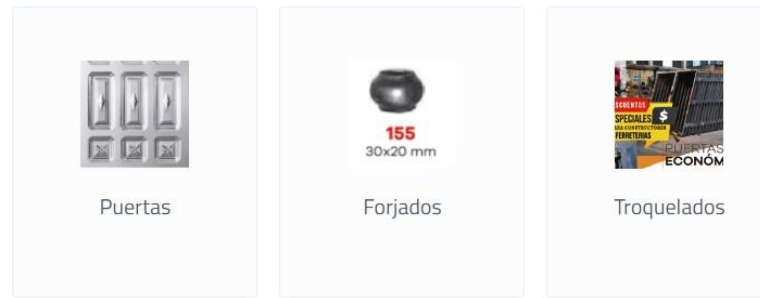 155
30x20 mm
SPECIALES $
FERRETERIAS
PUERTAS
ECONÓM
Puertas
Forjados
Troquelados